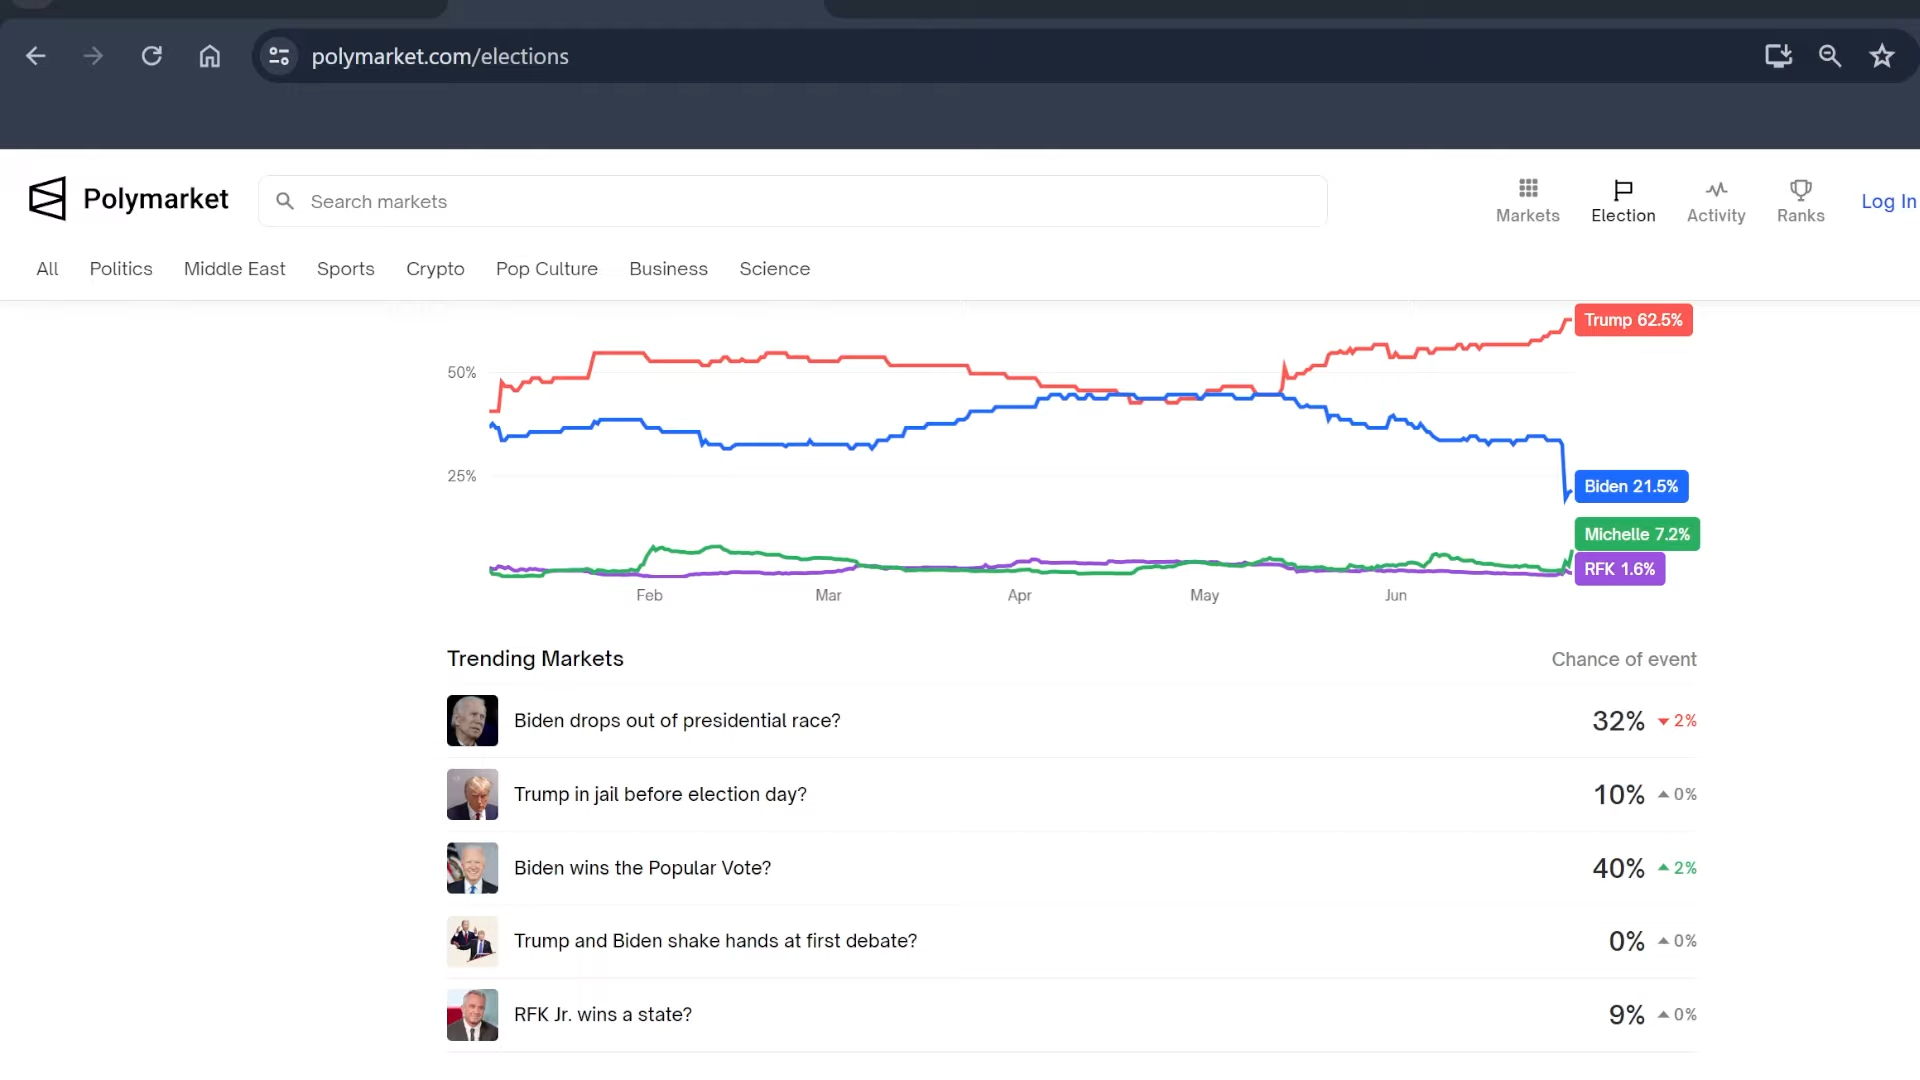 polymarket.com/elections
Polymarket
Search markets
Markets
Election
Activity
Ranks
Log In
All Politics Middle East Sports Crypto Pop Culture Business Science
Trump 62.5%
50%
25%
Biden 21.5%
Michelle 7.2%
RFK 1.6%
Feb Mar Apr May Jun
Trending Markets Chance of event
Biden drops out of presidential race? 32% 2%
Trump in jail before election day? 10% 0%
Biden wins the Popular Vote? 40% 2%
Trump and Biden shake hands at first debate? 0% 0%
RFK Jr. wins a state? 9% 0%